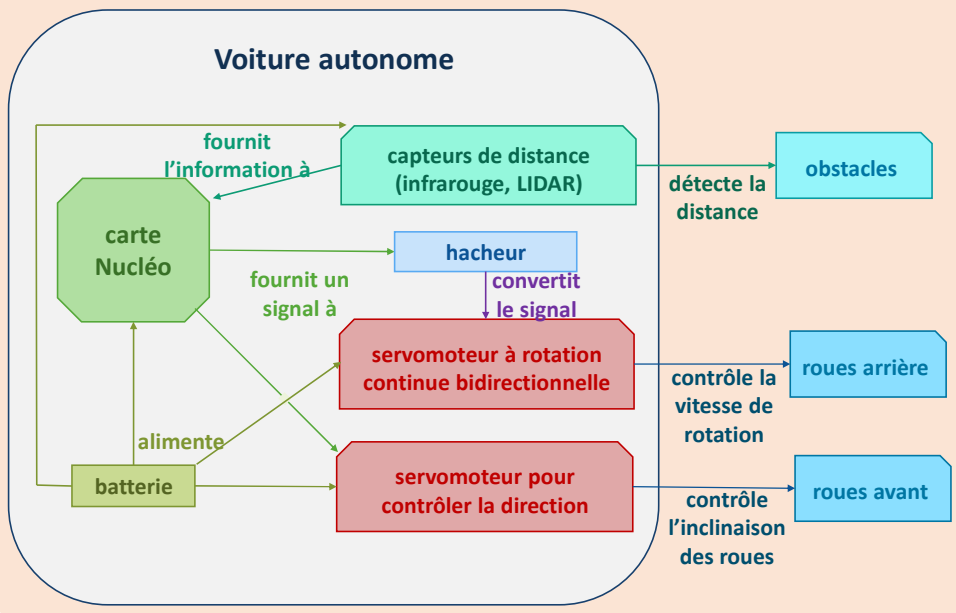 Voiture autonome
fournit
l'information à
capteurs de distance
(infrarouge, LIDAR)
détecte la
distance
obstacles
carte
Nucléo
hacheur
fournit un
signal à
convertit
le signal
servomoteur à rotation
continue bidirectionnelle
contrôle la
vitesse de
rotation
roues arrière
alimente
batterie
servomoteur pour
contrôler la direction
contrôle
l'inclinaison
des roues
roues avant